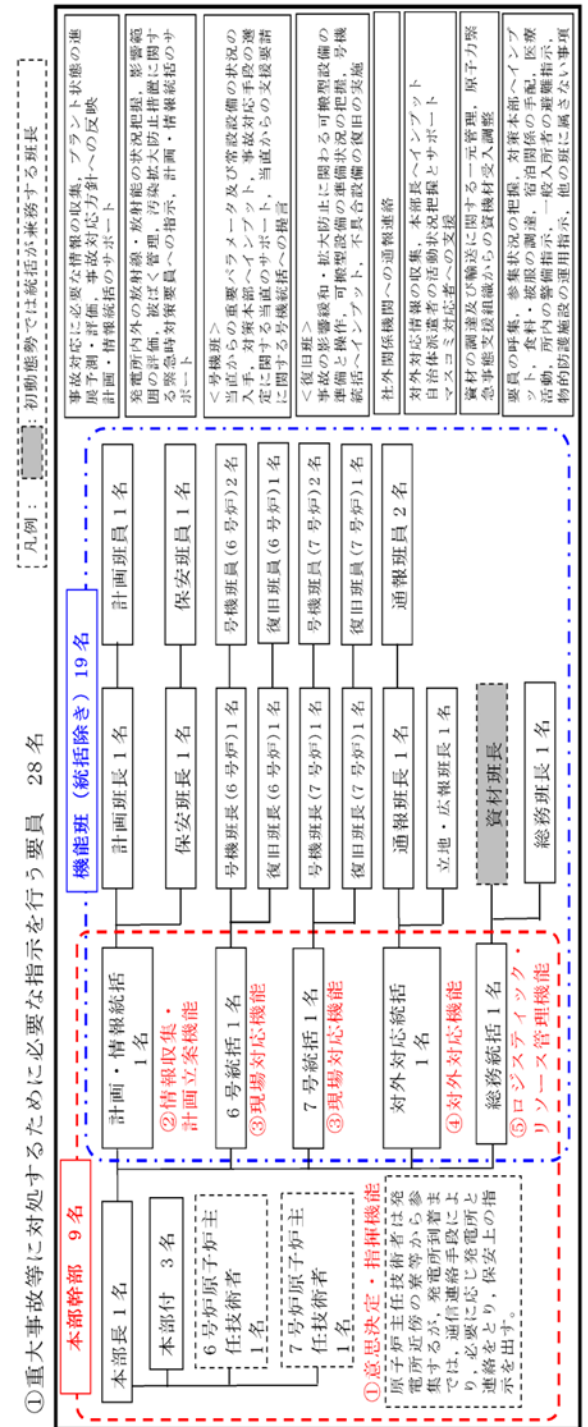 ①重大事故等に対処するために必要な指示を行う要員　28 名
凡例：
：初動態勢では統括が兼務する班長
本部幹部　9 名
機能班（統括除き）19 名
本部長 1 名
本部付　3 名
6 号炉原子炉主
任技術者
1 名
7 号炉原子炉主
任技術者
1 名
①意思決定・指揮機能
原子炉主任技術者は発
電所近傍の寮等から参
集するが，発電所到着ま
では，通信連絡手段によ
り，必要に応じ発電所と
連絡をとり，保安上の指
示を出す。
計画・情報統括
1 名
②情報収集・
計画立案機能
6 号統括 1 名
③現場対応機能
7 号統括 1 名
③現場対応機能
対外対応統括
1 名
④対外対応機能
総務統括 1 名
⑤ロジスティック・
リソース管理機能
計画班長 1 名
計画班員 1 名
保安班長 1 名
保安班員 1 名
号機班長(6 号炉)1 名
号機班員(6 号炉)2 名
復旧班長(6 号炉)1 名
復旧班員(6 号炉)1 名
号機班長(7 号炉)1 名
号機班員(7 号炉)2 名
復旧班長(7 号炉)1 名
復旧班員(7 号炉)1 名
通報班長 1 名
通報班員 2 名
立地・広報班長 1 名
資材班長
総務班長 1 名
事故対応に必要な情報の収集，プラント状態の進
展予測・評価，事故対応方針への反映
計画・情報統括のサポート
発電所内外の放射線・放射能の状況把握，影響範
囲の評価，被ばく管理，汚染拡大防止措置に関す
る緊急時対策要員への指示，計画・情報統括のサ
ポート
＜号機班＞
当直からの重要パラメータ及び常設設備の状況の
入手，対策本部へインプット，事故対応手段の選
定に関する当直のサポート，当直からの支援要請
に関する号機統括への提言
＜復旧班＞
事故の影響緩和・拡大防止に関わる可搬型設備の
準備と操作，可搬型設備の準備状況の把握，号機
統括へインプット，不具合設備の復旧の実施
社外関係機関への通報連絡
対外対応情報の収集，本部長へインプット
自治体派遣者の活動状況把握とサポート
マスコミ対応者への支援
資材の調達及び輸送に関する一元管理，原子力緊
急事態支援組織からの資機材受入調整
要員の呼集，参集状況の把握，対策本部へインプ
ット，食料・被服の調達，宿泊関係の手配，医療
活動，所内の警備指示，一般入所者の避難指示，
物的防護施設の運用指示，他の班に属さない事項